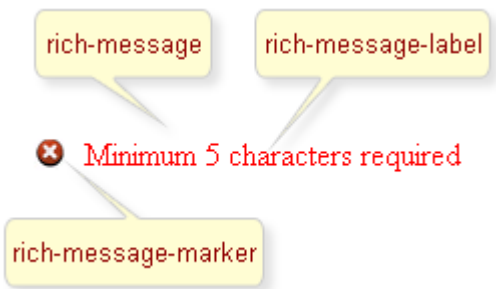 rich-message
rich-message-label
Minimum 5 characters required
rich-message-marker